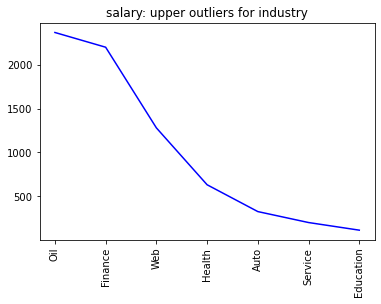 salary: upper outliers for industry
2000
1500
1000
500
Oil
Finance
Web
Health
Auto
Service
Education